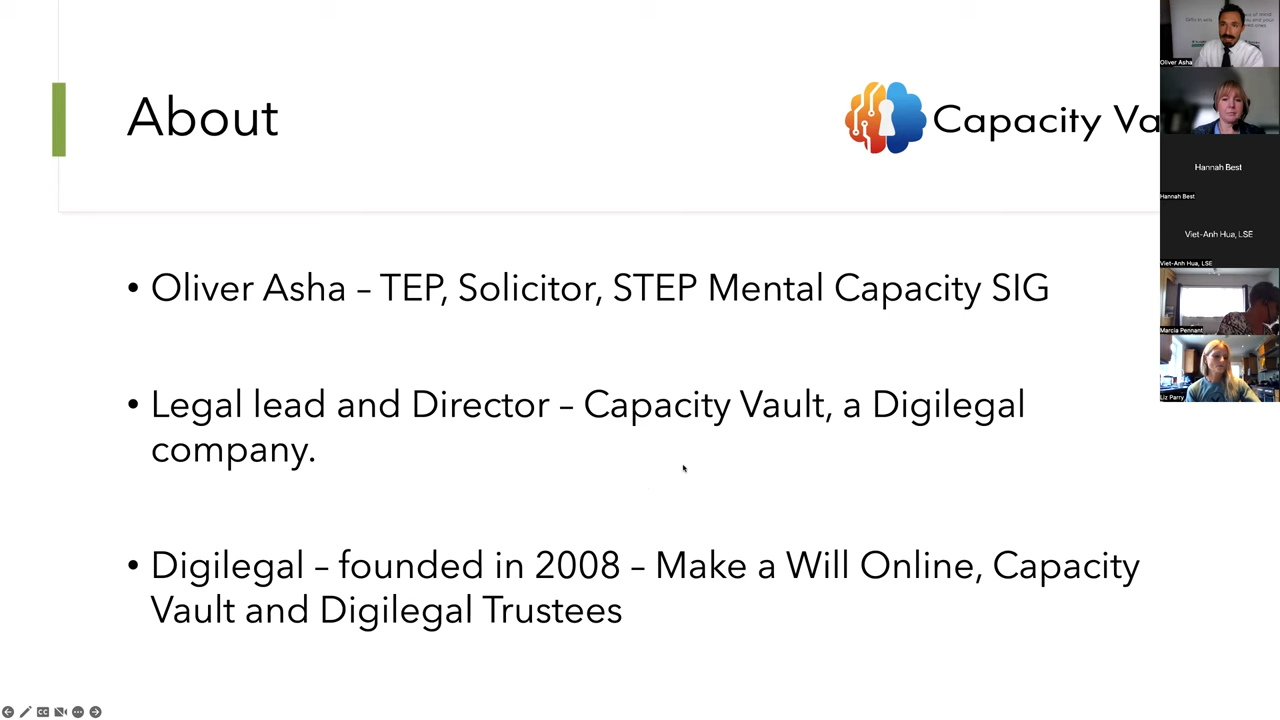 About
Capacity Va
• Oliver Asha – TEP, Solicitor, STEP Mental Capacity SIG
• Legal lead and Director – Capacity Vault, a Digilegal
company.
• Digilegal – founded in 2008 – Make a Will Online, Capacity
Vault and Digilegal Trustees
Oliver Asha
Hannah Best
Hannah Best
Viet-Anh Hua, LSE
Viet-Anh Hua, LSE
Marcia Pennant
Liz Parry